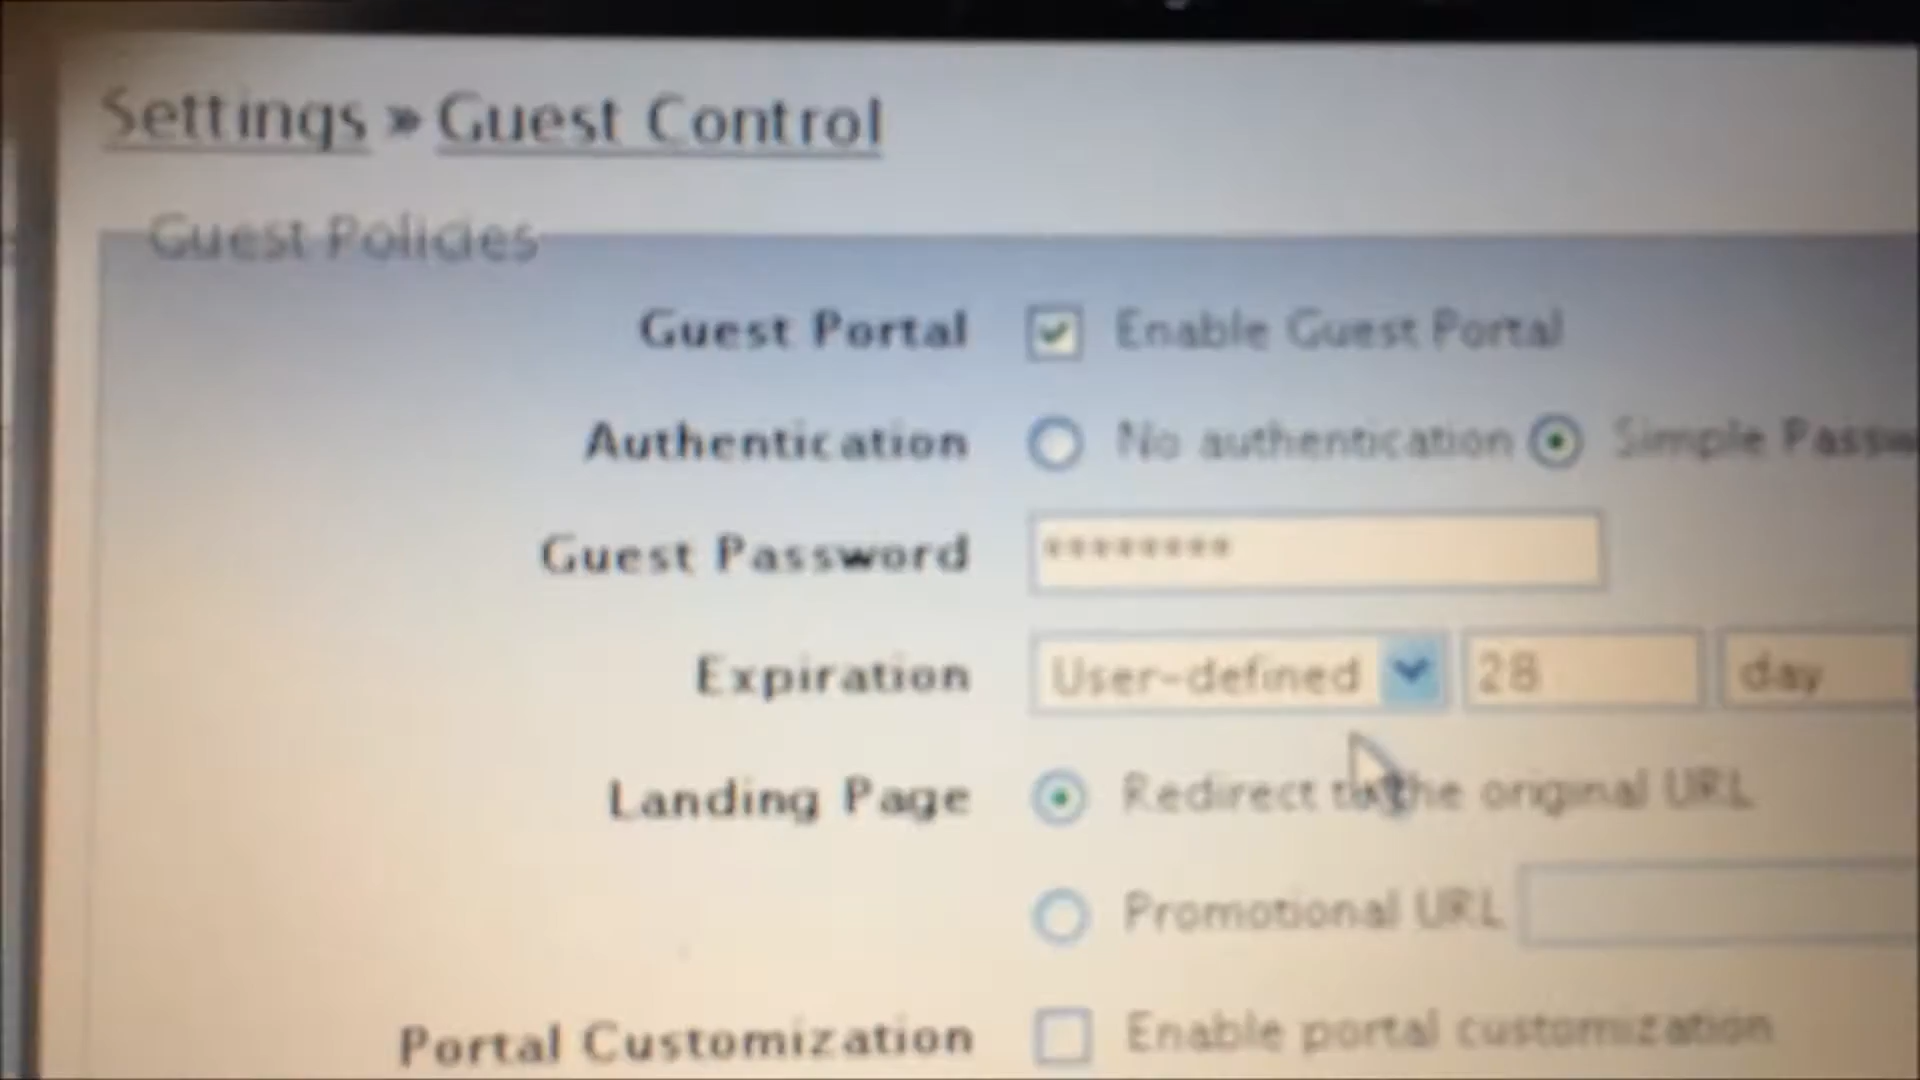 Settings » Guest Control
Guest Policies
Guest Portal Enable Guest Portal
Authentication No authentication Simple
Guest Password ********
Expiration User-defined 28 day
Landing Page Redirect to the original URL
Promotional URL
Portal Customization Enable portal customization